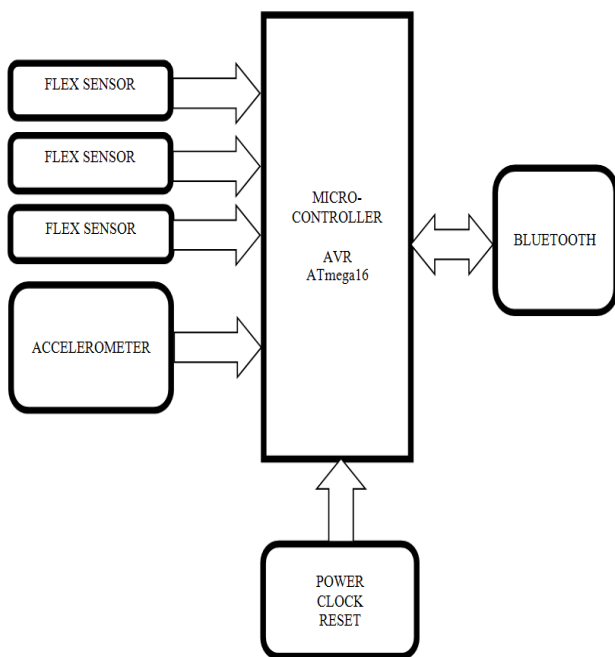 FLEX SENSOR
FLEX SENSOR
FLEX SENSOR
ACCELEROMETER
MICRO-
CONTROLLER
AVR
ATmega16
BLUETOOTH
POWER
CLOCK
RESET